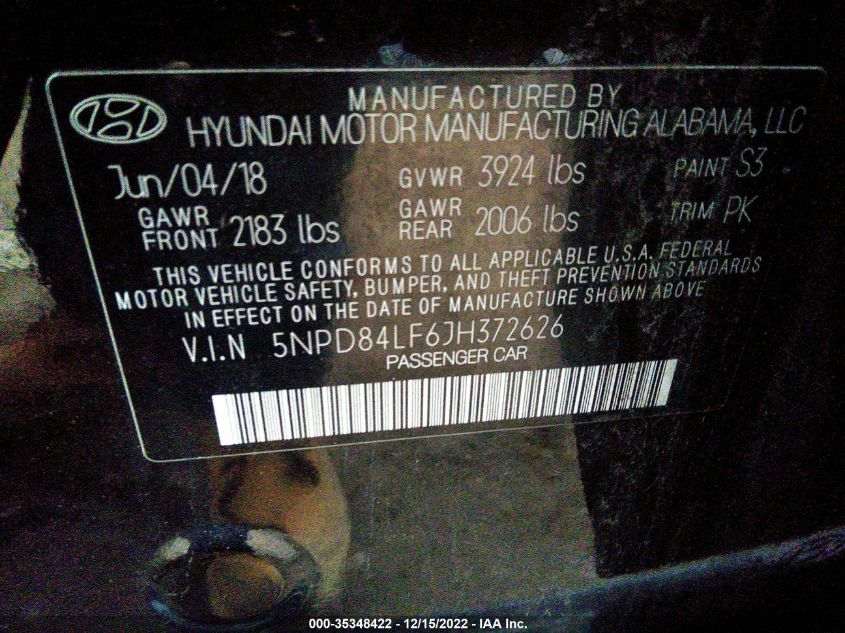 MANUFACTURED BY
HYUNDAI MOTOR MANUFACTURING ALABAMA, LLC
Jun/04/18 GVWR 3924 lbs PAINT S3
GAWR FRONT 2183 lbs GAWR REAR 2006 lbs TRIM PK
THIS VEHICLE CONFORMS TO ALL APPLICABLE U.S.A. FEDERAL
MOTOR VEHICLE SAFETY, BUMPER, AND THEFT PREVENTION STANDARDS
IN EFFECT ON THE DATE OF MANUFACTURE SHOWN ABOVE
V.I.N 5NPD84LF6JH372626
PASSENGER CAR
000-35348422 - 12/15/2022 - IAA Inc.